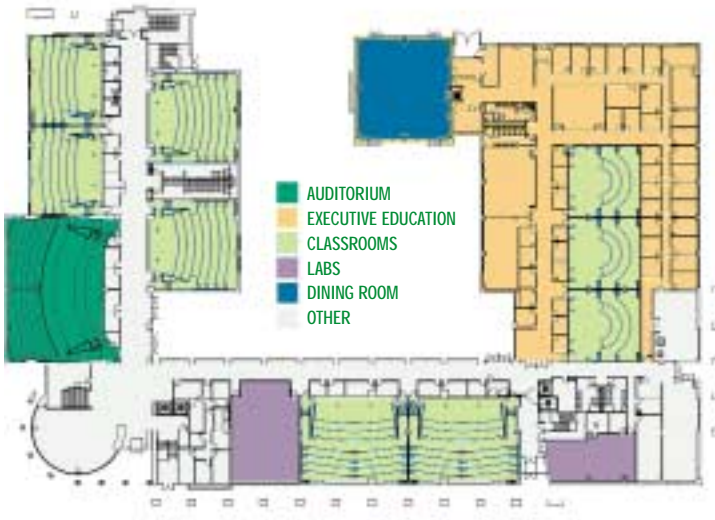 AUDITORIUM
EXECUTIVE EDUCATION
CLASSROOMS
LABS
DINING ROOM
OTHER